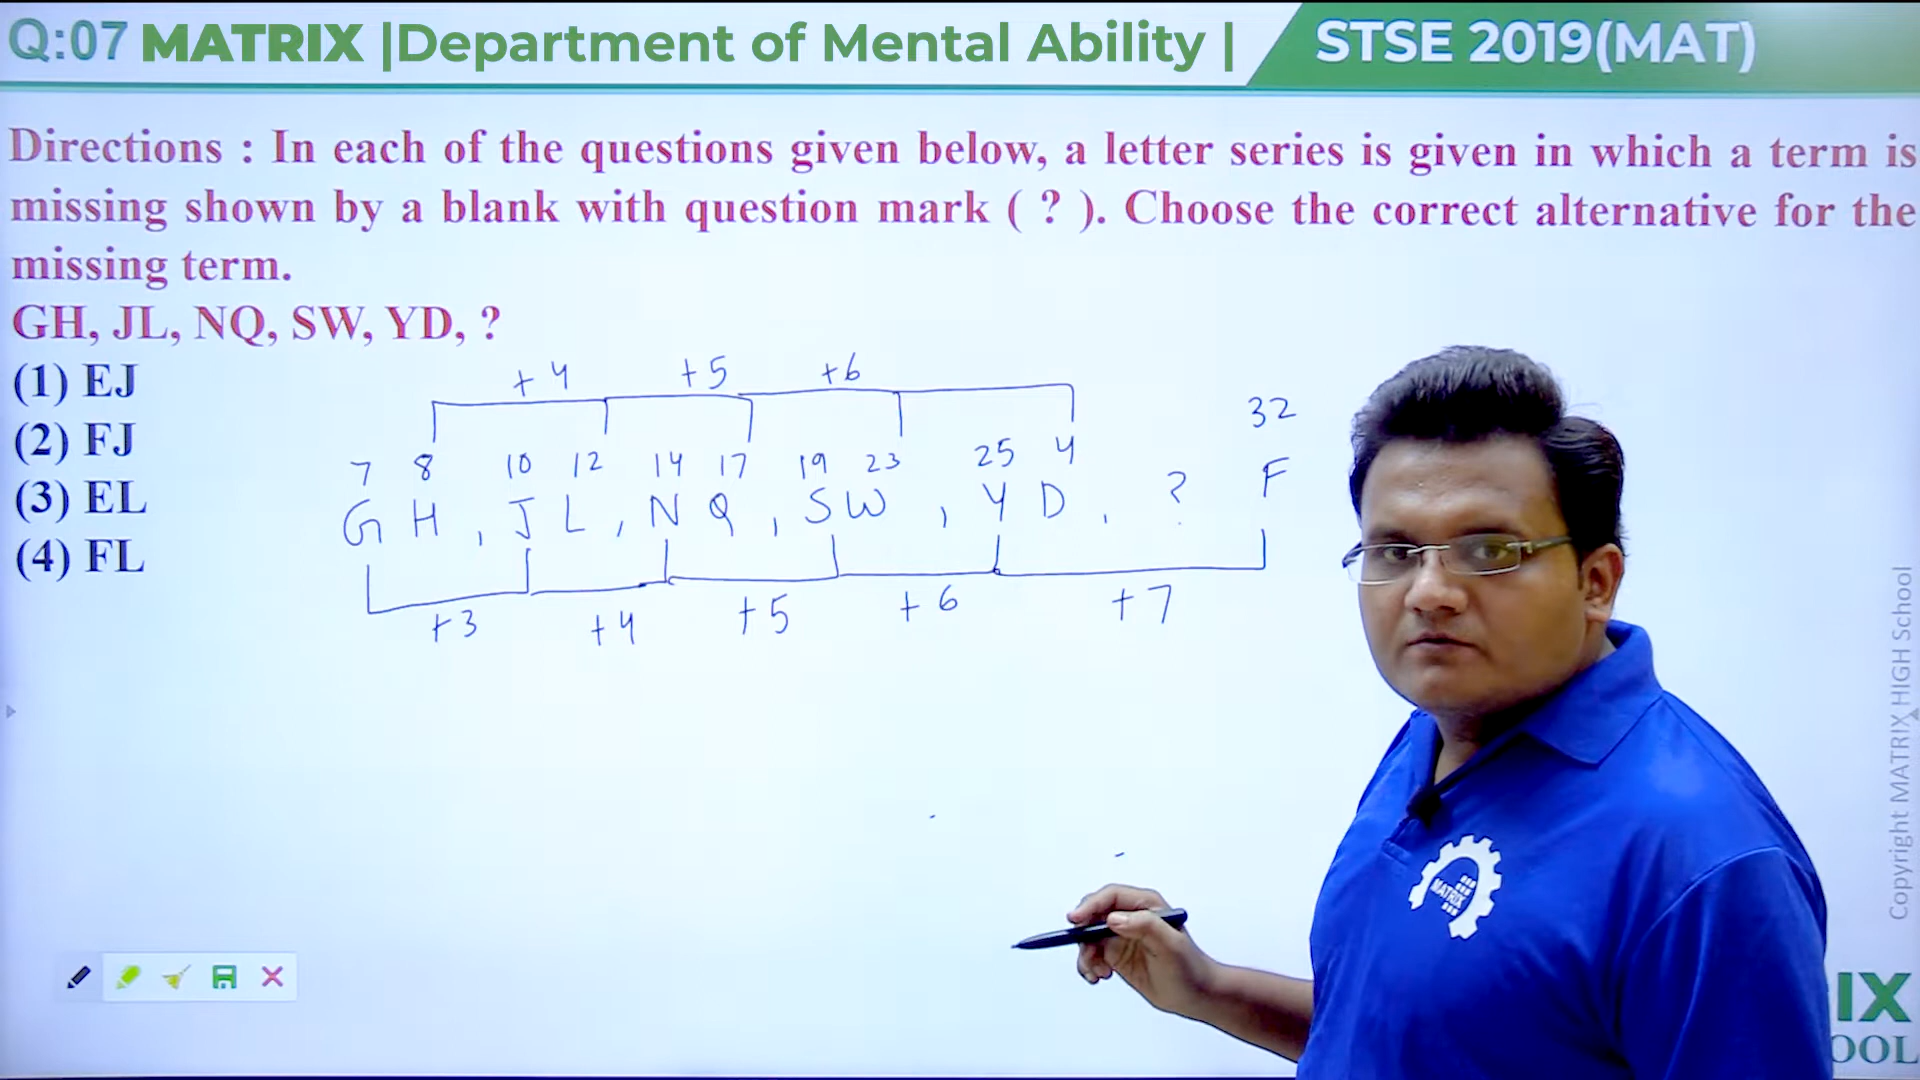 Q:07 MATRIX |Department of Mental Ability | STSE 2019(MAT)
Directions : In each of the questions given below, a letter series is given in which a term is
missing shown by a blank with question mark ( ? ). Choose the correct alternative for the
missing term.
GH, JL, NQ, SW, YD, ?
(1) EJ
(2) FJ
(3) EL
(4) FL
+4 +5 +6
32
7 8 10 12 14 17 19 23 25 4
G H , J L , N Q , S W , Y D , ? F
+3 +4 +5 +6 +7
Copyright MATRIX HIGH School
MATRIX
IX
OOL